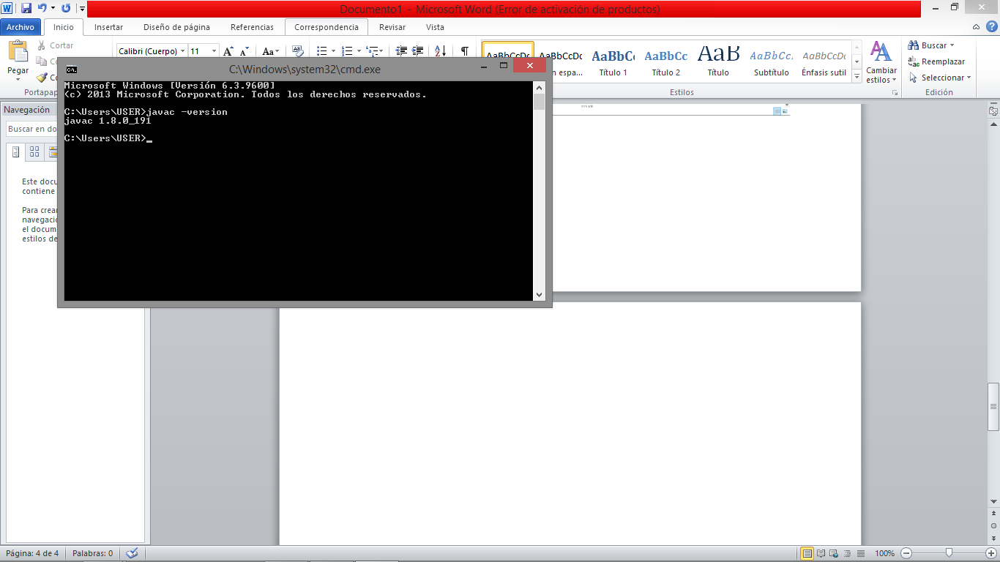 Documento1 - Microsoft Word (Error de activación de productos)
Archivo Inicio Insertar Diseño de página Referencias Correspondencia Revisar Vista
Pegar
Cortar
Portapap
Calibri (Cuerpo) 11
AaBbCcDc AaBbCcDc AaBbC AaBbCc AaB AaBbCc. AaBbCcDc
n espa... Título 1 Título 2 Título Subtítulo Énfasis sutil
Estilos
Cambiar
estilos
Buscar
Reemplazar
Seleccionar
Edición
C:\Windows\system32\cmd.exe
Microsoft Windows [Versión 6.3.9600]
(c) 2013 Microsoft Corporation. Todos los derechos reservados.
C:\Users\USER>javac -version
javac 1.8.0_191
C:\Users\USER>_
Navegación
Buscar en do
Este docu
contiene
Para crear
navegació
el docum
estilos de
Página: 4 de 4 Palabras: 0
100%